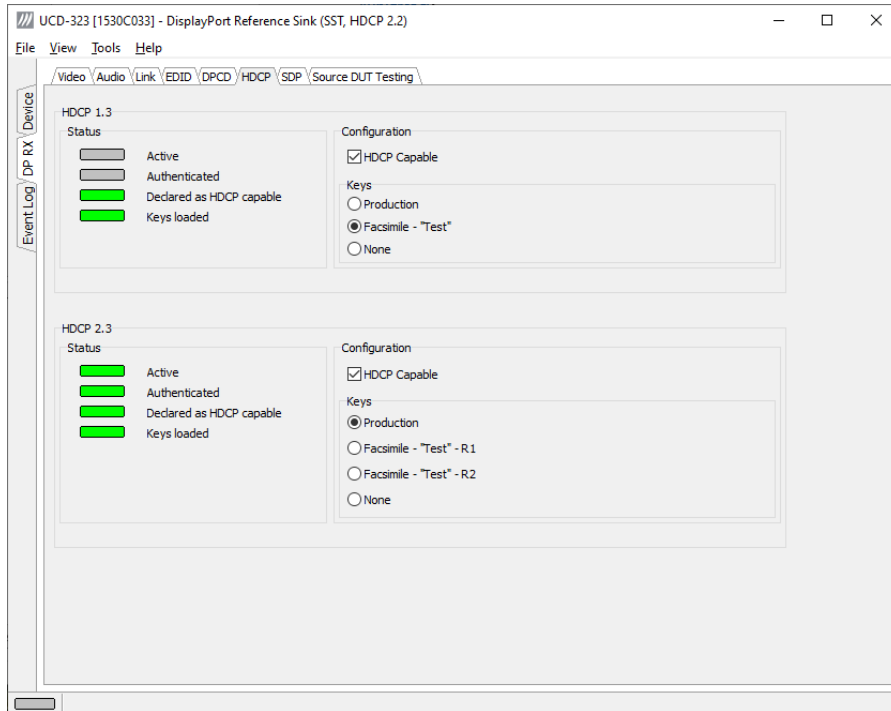 UCD-323 [1530C033] - DisplayPort Reference Sink (SST, HDCP 2.2)
File View Tools Help
Video Audio Link EDID DPCD HDCP SDP Source DUT Testing
Device
DP RX
Event Log
HDCP 1.3
Status
Active
Authenticated
Declared as HDCP capable
Keys loaded
Configuration
HDCP Capable
Keys
Production
Facsimile - "Test"
None
HDCP 2.3
Status
Active
Authenticated
Declared as HDCP capable
Keys loaded
Configuration
HDCP Capable
Keys
Production
Facsimile - "Test" - R1
Facsimile - "Test" - R2
None